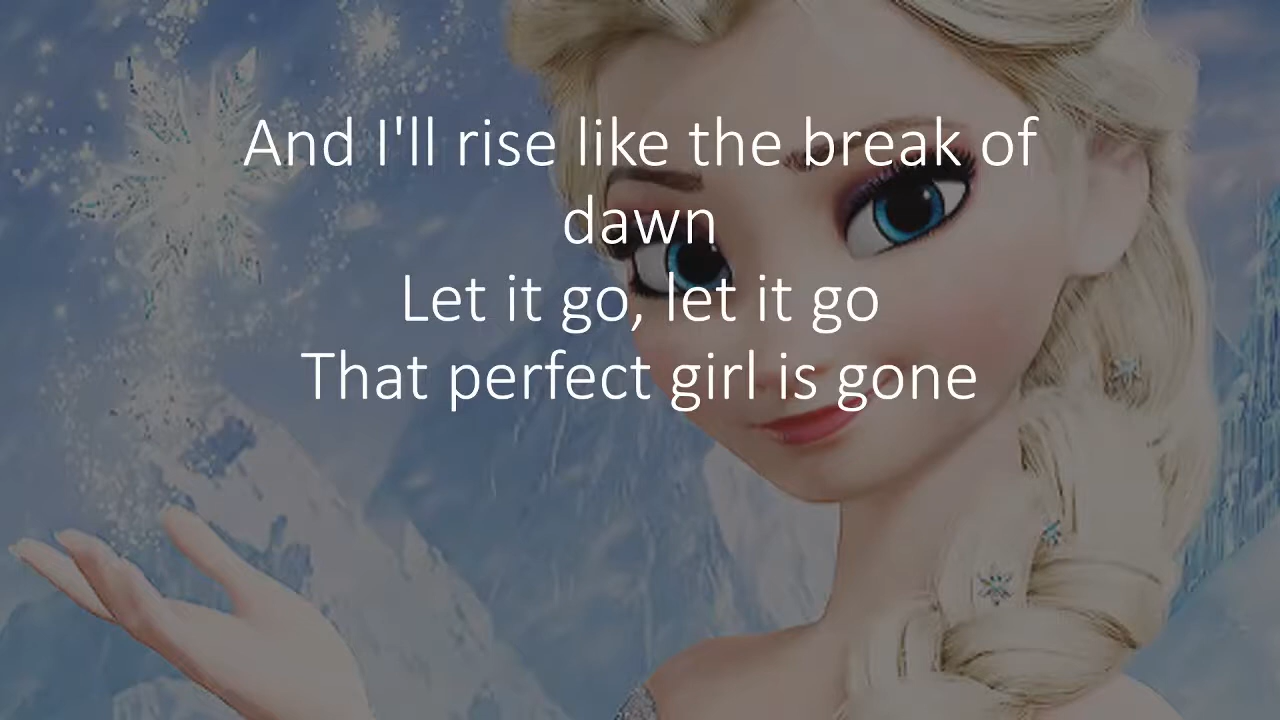 And I'll rise like the break of
dawn
Let it go, let it go
That perfect girl is gone